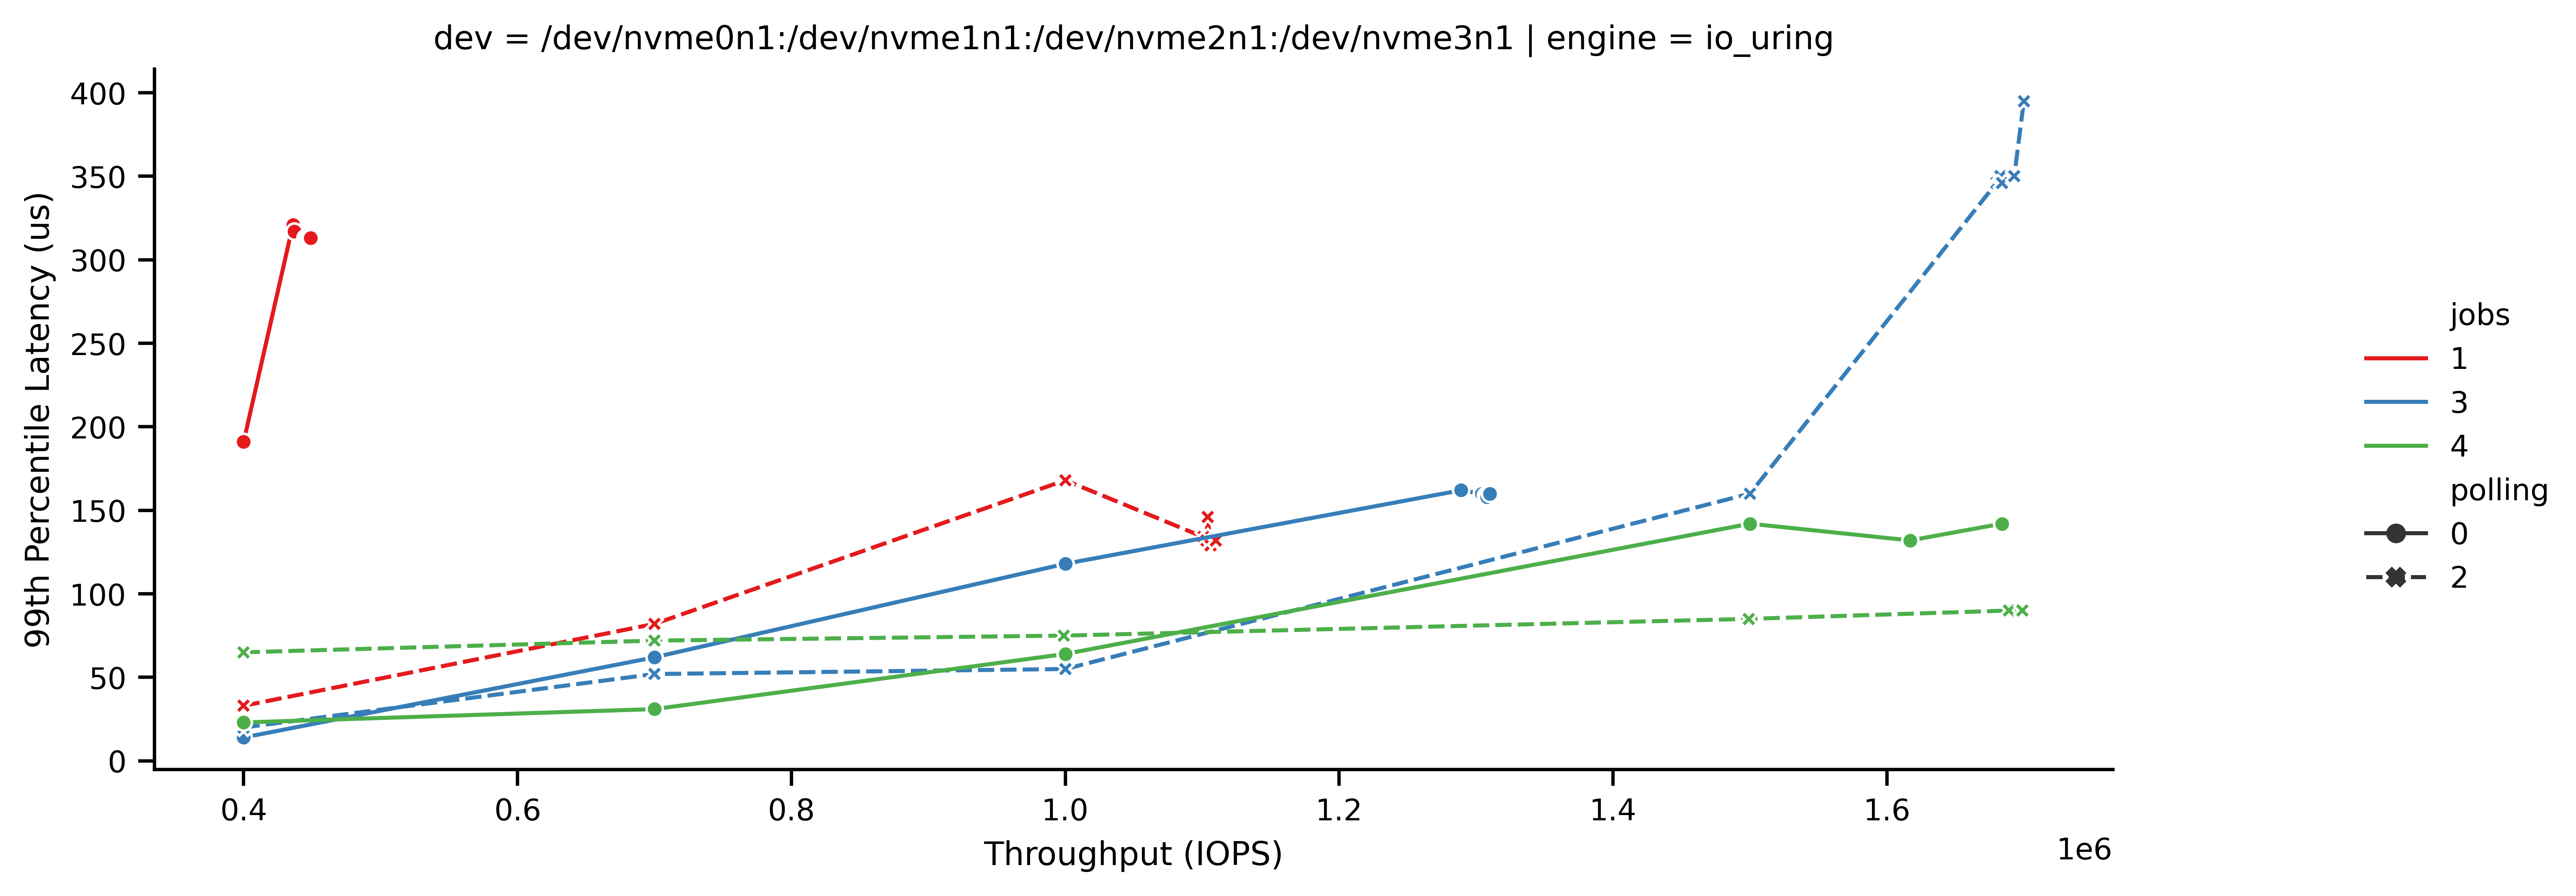 dev = /dev/nvme0n1:/dev/nvme1n1:/dev/nvme2n1:/dev/nvme3n1 | engine = io_uring
99th Percentile Latency (us)
400
350
300
250
200
150
100
50
0
0.4 0.6 0.8 1.0 1.2 1.4 1.6
1e6
Throughput (IOPS)
jobs
1
3
4
polling
0
2